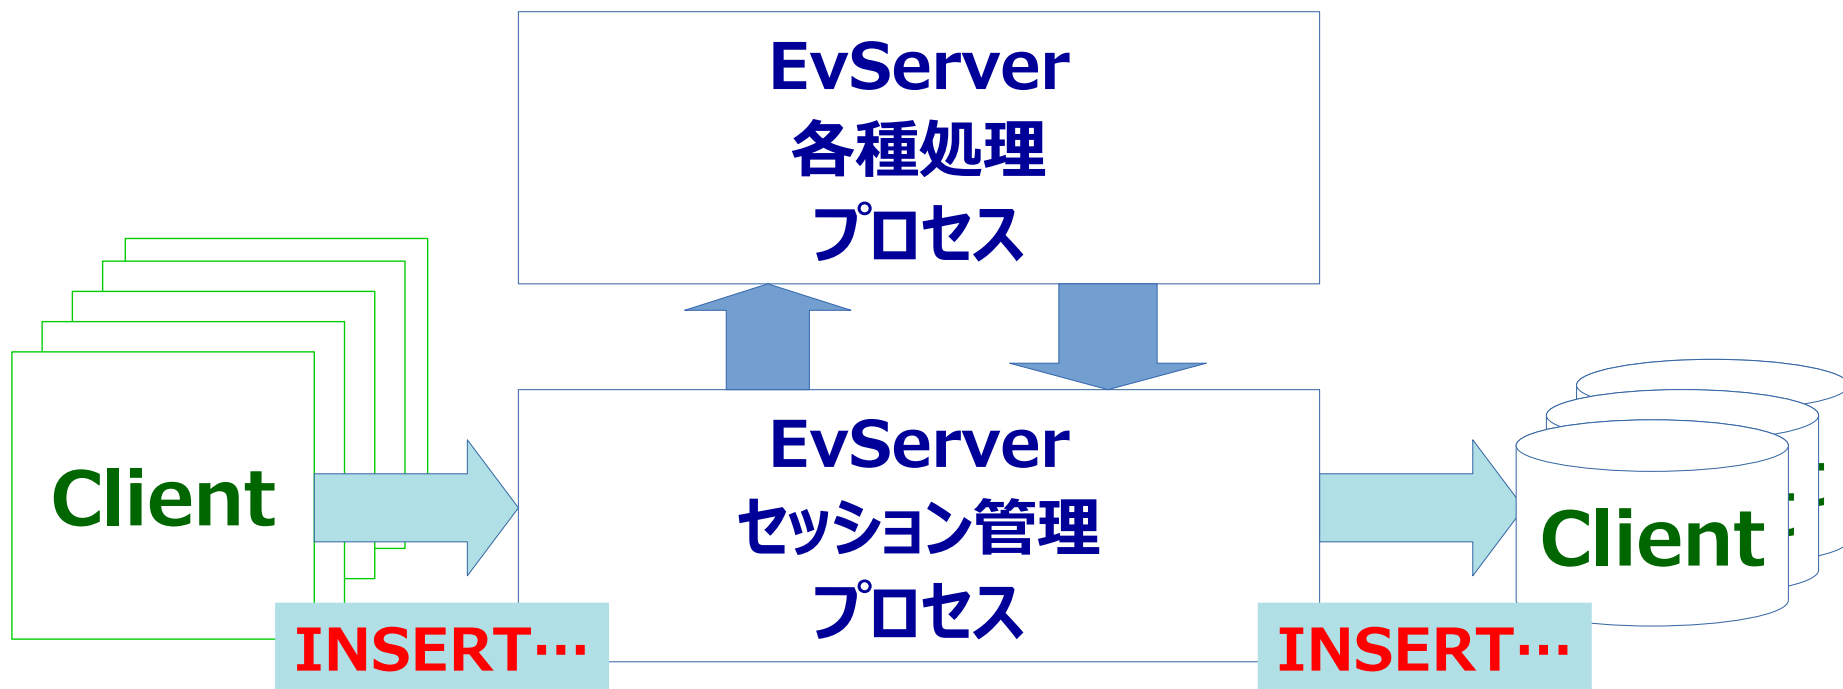 EvServer
各種処理
プロセス
Client
EvServer
セッション管理
プロセス
Client
INSERT…
INSERT…